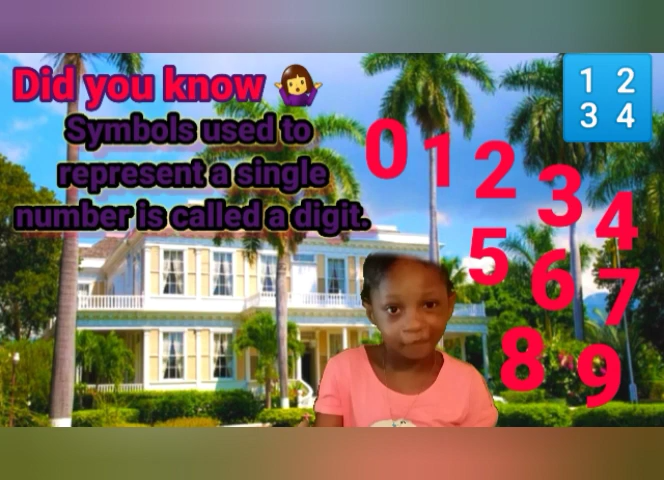 Did you know 🤷‍♀️
Symbols used to
represent a single
number is called a digit.
1 2
3 4
0 1 2 3 4
5 6 7
8 9